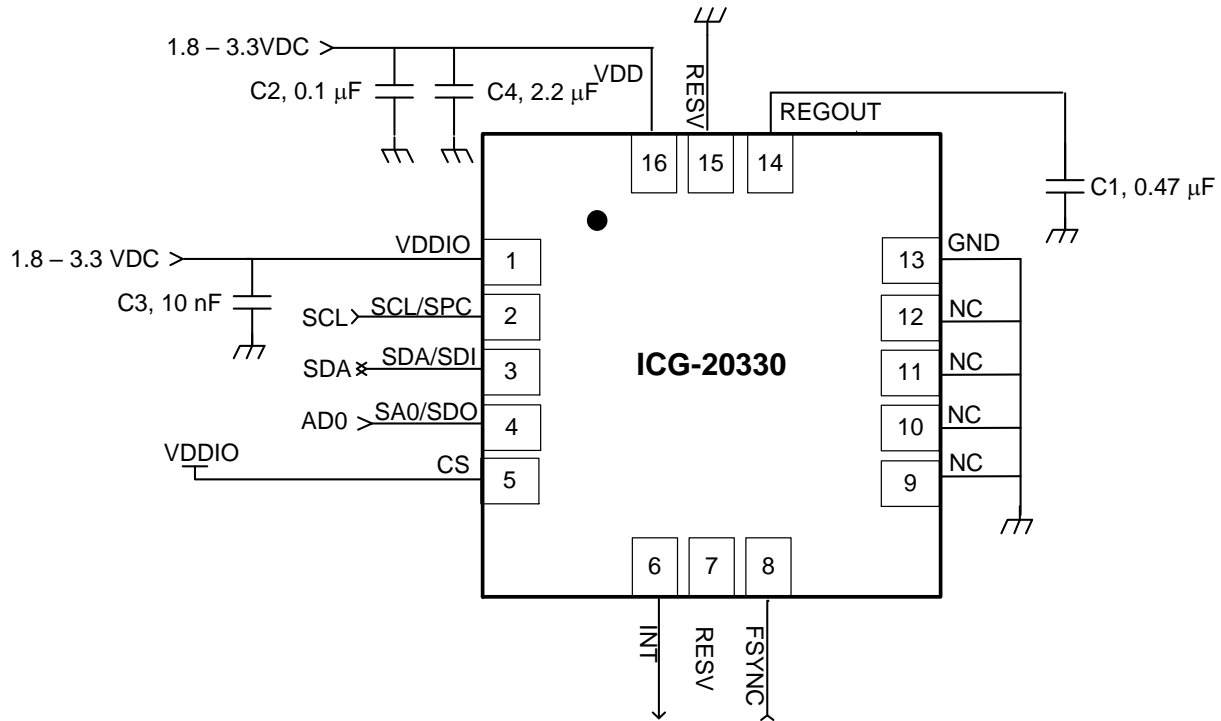 1.8 – 3.3VDC
C2, 0.1 μF
C4, 2.2 μF
VDD
RESV
REGOUT
C1, 0.47 μF
16
15
14
1.8 – 3.3 VDC
C3, 10 nF
VDDIO
1
SCL
SCL/SPC
2
SDA
SDA/SDI
3
AD0
SA0/SDO
4
VDDIO
CS
5
ICG-20330
13
GND
12
NC
11
NC
10
NC
9
NC
6
7
8
INT
RESV
FSYNC